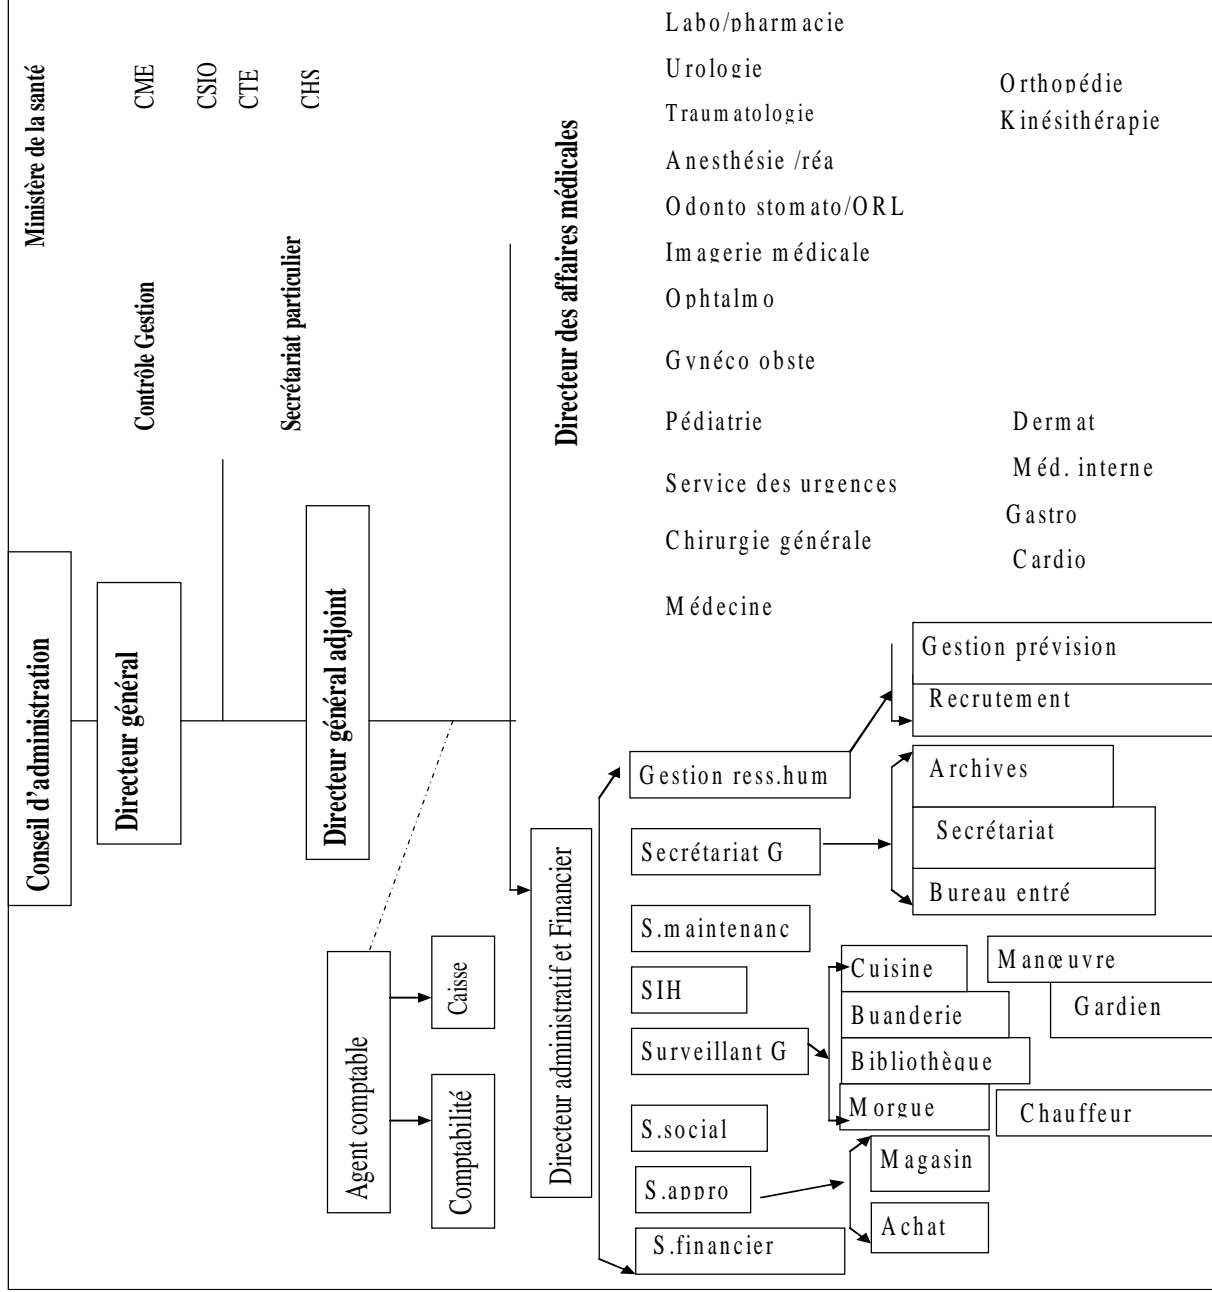 Ministère de la santé
CME
CSIO
CTE
CHS
Contrôle Gestion
Secrétariat particulier
Conseil d'administration
Directeur général
Directeur général adjoint
Agent comptable
Caisse
Comptabilité
Directeur des affaires médicales
Directeur administratif et Financier
Labo/pharmacie
Urologie
Traumatologie
Anesthésie /réa
Odonto stomato/ORL
Imagerie médicale
Ophtalmo
Gynéco obste
Pédiatrie
Service des urgences
Chirurgie générale
Médecine
Orthopédie
Kinésithérapie
Dermat
Méd. interne
Gastro
Cardio
Gestion ress.hum
Secrétariat G
S.maintenanc
SIH
Surveillant G
S.social
S.appro
S.financier
Gestion prévision
Recrutement
Archives
Secrétariat
Bureau entré
Cuisine
Buanderie
Bibliothèque
Morgue
Manœuvre
Gardien
Chauffeur
Magasin
Achat